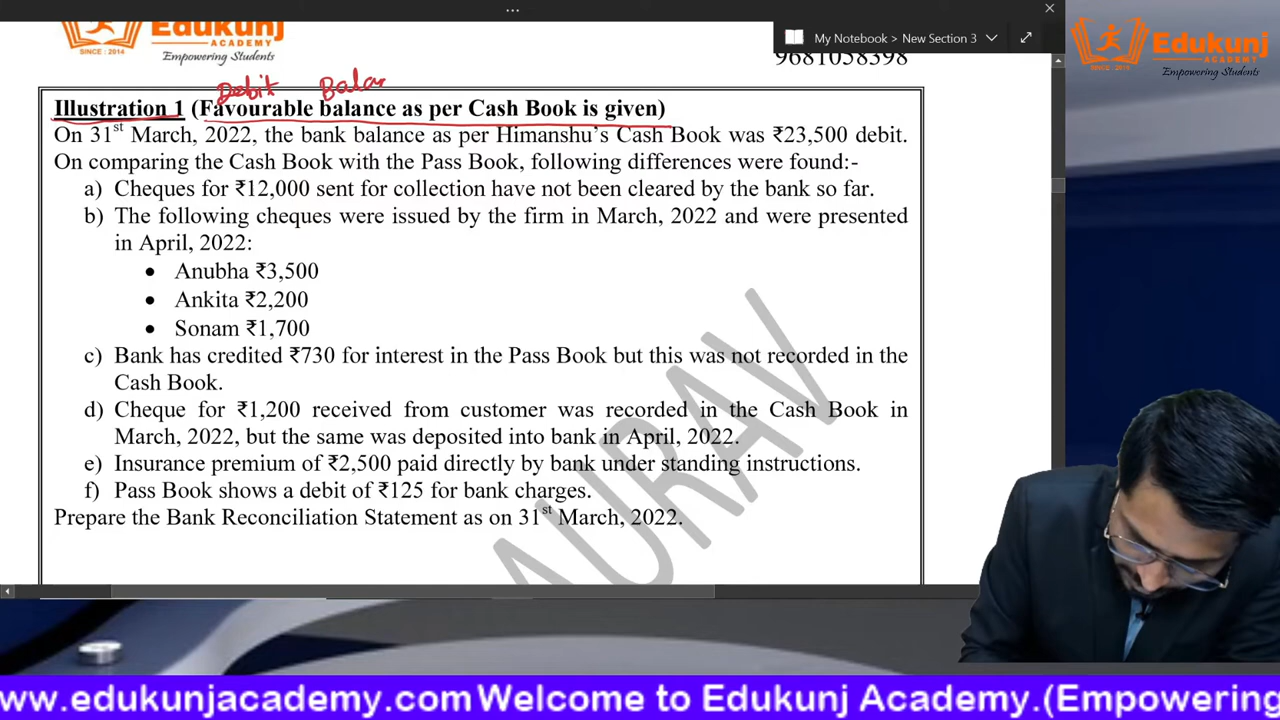 Edukunj
ACADEMY
SINCE : 2014
Empowering Students
My Notebook > New Section 3
9681058398
Debit Bala
Illustration 1 (Favourable balance as per Cash Book is given)
On 31st March, 2022, the bank balance as per Himanshu's Cash Book was ₹23,500 debit.
On comparing the Cash Book with the Pass Book, following differences were found:-
a) Cheques for ₹12,000 sent for collection have not been cleared by the bank so far.
b) The following cheques were issued by the firm in March, 2022 and were presented
in April, 2022:
• Anubha ₹3,500
• Ankita ₹2,200
• Sonam ₹1,700
c) Bank has credited ₹730 for interest in the Pass Book but this was not recorded in the
Cash Book.
d) Cheque for ₹1,200 received from customer was recorded in the Cash Book in
March, 2022, but the same was deposited into bank in April, 2022.
e) Insurance premium of ₹2,500 paid directly by bank under standing instructions.
f) Pass Book shows a debit of ₹125 for bank charges.
Prepare the Bank Reconciliation Statement as on 31st March, 2022.
AURAV
Edukunj
ACADEMY
Empowering Students
www.edukunjacademy.com Welcome to Edukunj Academy.(Empowering